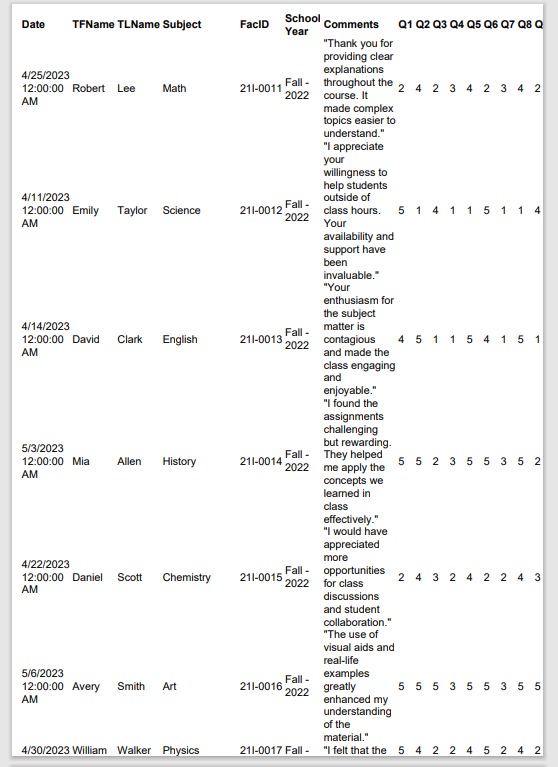 Date TFName TLName Subject FacID School Year Comments Q1 Q2 Q3 Q4 Q5 Q6 Q7 Q8 Q
4/25/2023 12:00:00 AM Robert Lee Math 21I-0011 Fall - 2022 "Thank you for providing clear explanations throughout the course. It made complex topics easier to understand." 2 4 2 3 4 2 3 4 2
4/11/2023 12:00:00 AM Emily Taylor Science 21I-0012 Fall - 2022 "I appreciate your willingness to help students outside of class hours. Your availability and support have been invaluable." 5 1 4 1 1 5 1 1 4
4/14/2023 12:00:00 AM David Clark English 21I-0013 Fall - 2022 "Your enthusiasm for the subject matter is contagious and made the class engaging and enjoyable." 4 5 1 1 5 4 1 5 1
5/3/2023 12:00:00 AM Mia Allen History 21I-0014 Fall - 2022 "I found the assignments challenging but rewarding. They helped me apply the concepts we learned in class effectively." 5 5 2 3 5 5 3 5 2
4/22/2023 12:00:00 AM Daniel Scott Chemistry 21I-0015 Fall - 2022 "I would have appreciated more opportunities for class discussions and student collaboration." 2 4 3 2 4 2 2 4 3
5/6/2023 12:00:00 AM Avery Smith Art 21I-0016 Fall - 2022 "The use of visual aids and real-life examples greatly enhanced my understanding of the material." 5 5 5 3 5 5 3 5 5
4/30/2023 William Walker Physics 21I-0017 Fall - "I felt that the 5 4 2 2 4 5 2 4 2